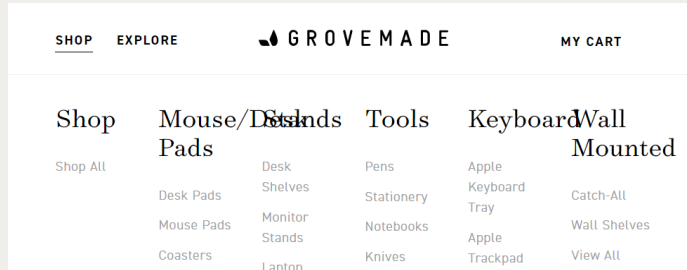 SHOP EXPLORE GROVEMADE MY CART
Shop
Shop All
Mouse/Desk
Pads
Desk Pads
Mouse Pads
Coasters
Stands
Desk
Shelves
Monitor
Stands
Laptop
Tools
Pens
Stationery
Notebooks
Knives
Keyboard
Apple
Keyboard
Tray
Apple
Trackpad
Wall
Mounted
Catch-All
Wall Shelves
View All